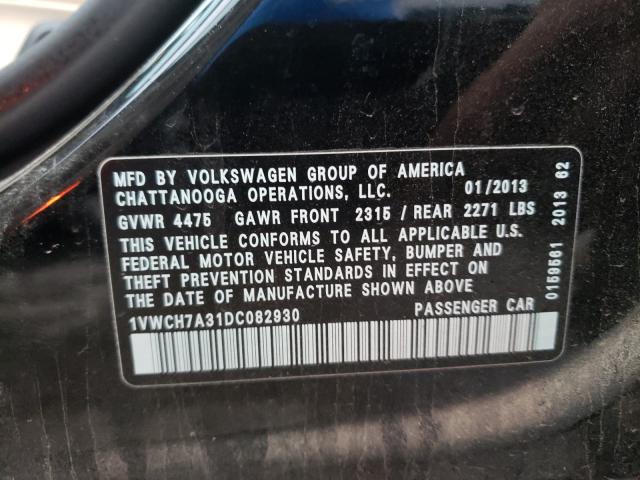 MFD BY VOLKSWAGEN GROUP OF AMERICA
CHATTANOOGA OPERATIONS, LLC. 01/2013
GVWR 4475 GAWR FRONT 2315 / REAR 2271 LBS
THIS VEHICLE CONFORMS TO ALL APPLICABLE U.S.
FEDERAL MOTOR VEHICLE SAFETY, BUMPER AND
THEFT PREVENTION STANDARDS IN EFFECT ON
THE DATE OF MANUFACTURE SHOWN ABOVE
1VWCH7A31DC082930 PASSENGER CAR
0159561 2013 62